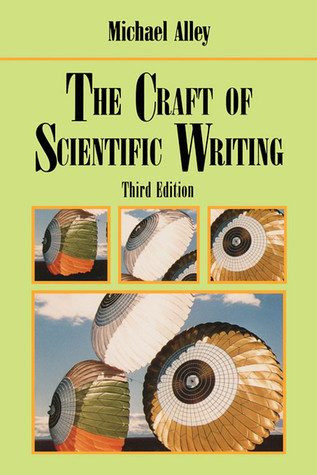 Michael Alley
The Craft of
Scientific Writing
Third Edition